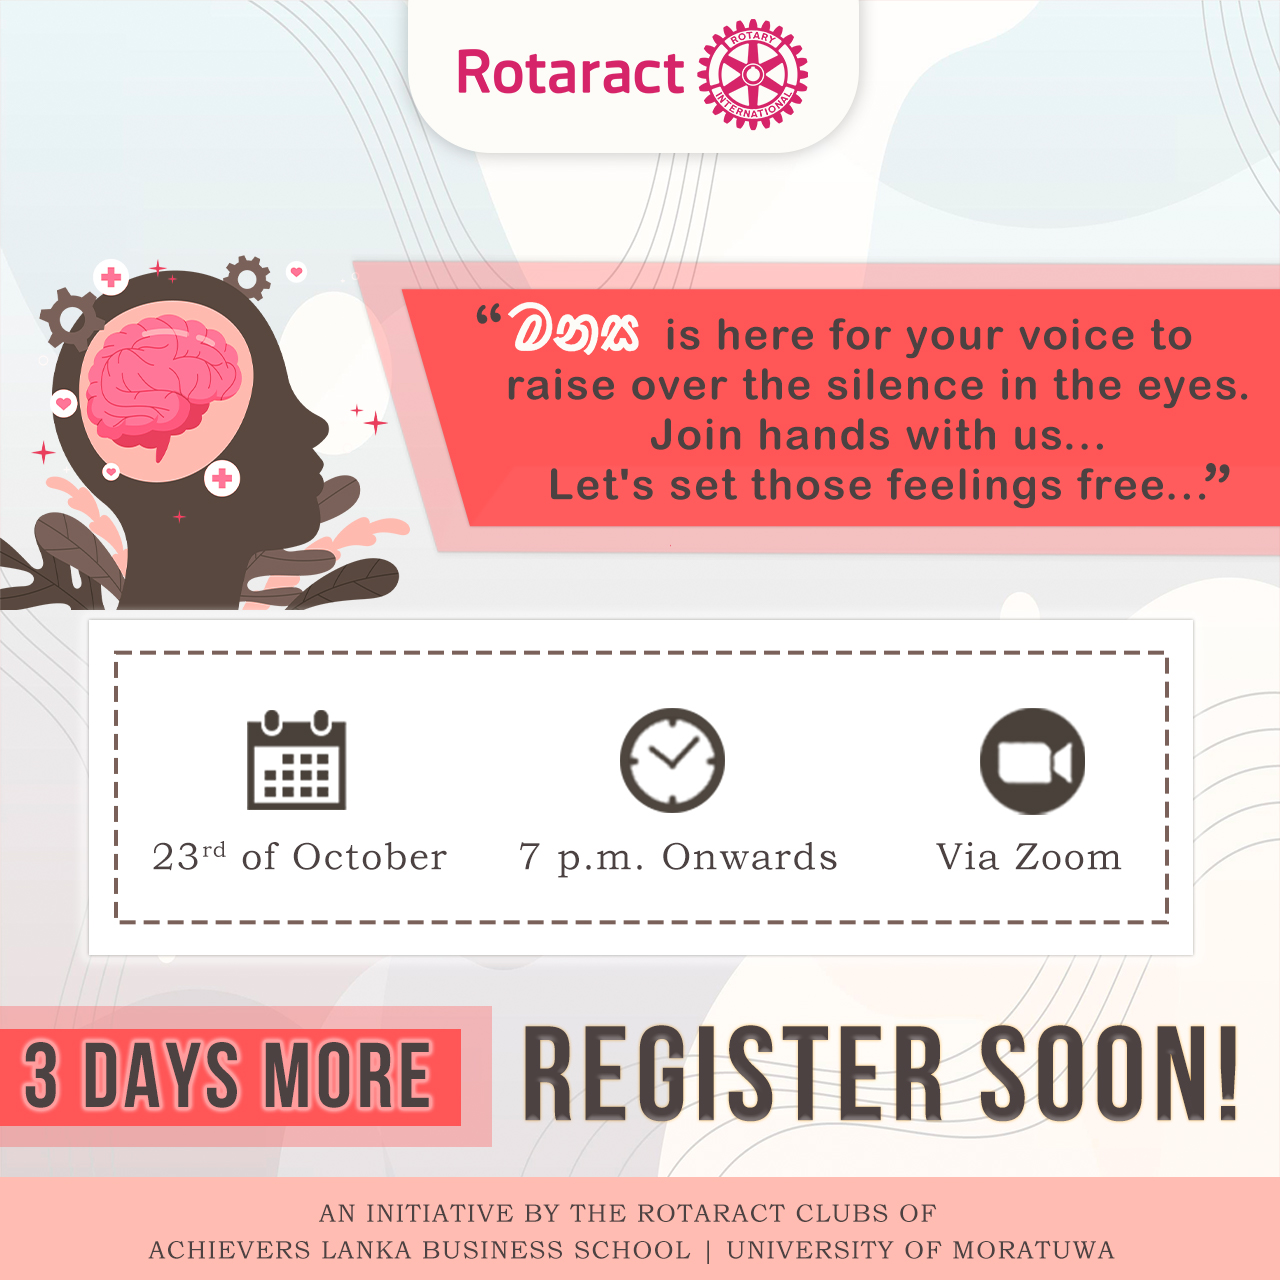 Rotaract
ROTARY
INTERNATIONAL
“මනස is here for your voice to
raise over the silence in the eyes.
Join hands with us...
Let's set those feelings free...”
23rd of October
7 p.m. Onwards
Via Zoom
3 DAYS MORE
REGISTER SOON!
AN INITIATIVE BY THE ROTARACT CLUBS OF
ACHIEVERS LANKA BUSINESS SCHOOL | UNIVERSITY OF MORATUWA